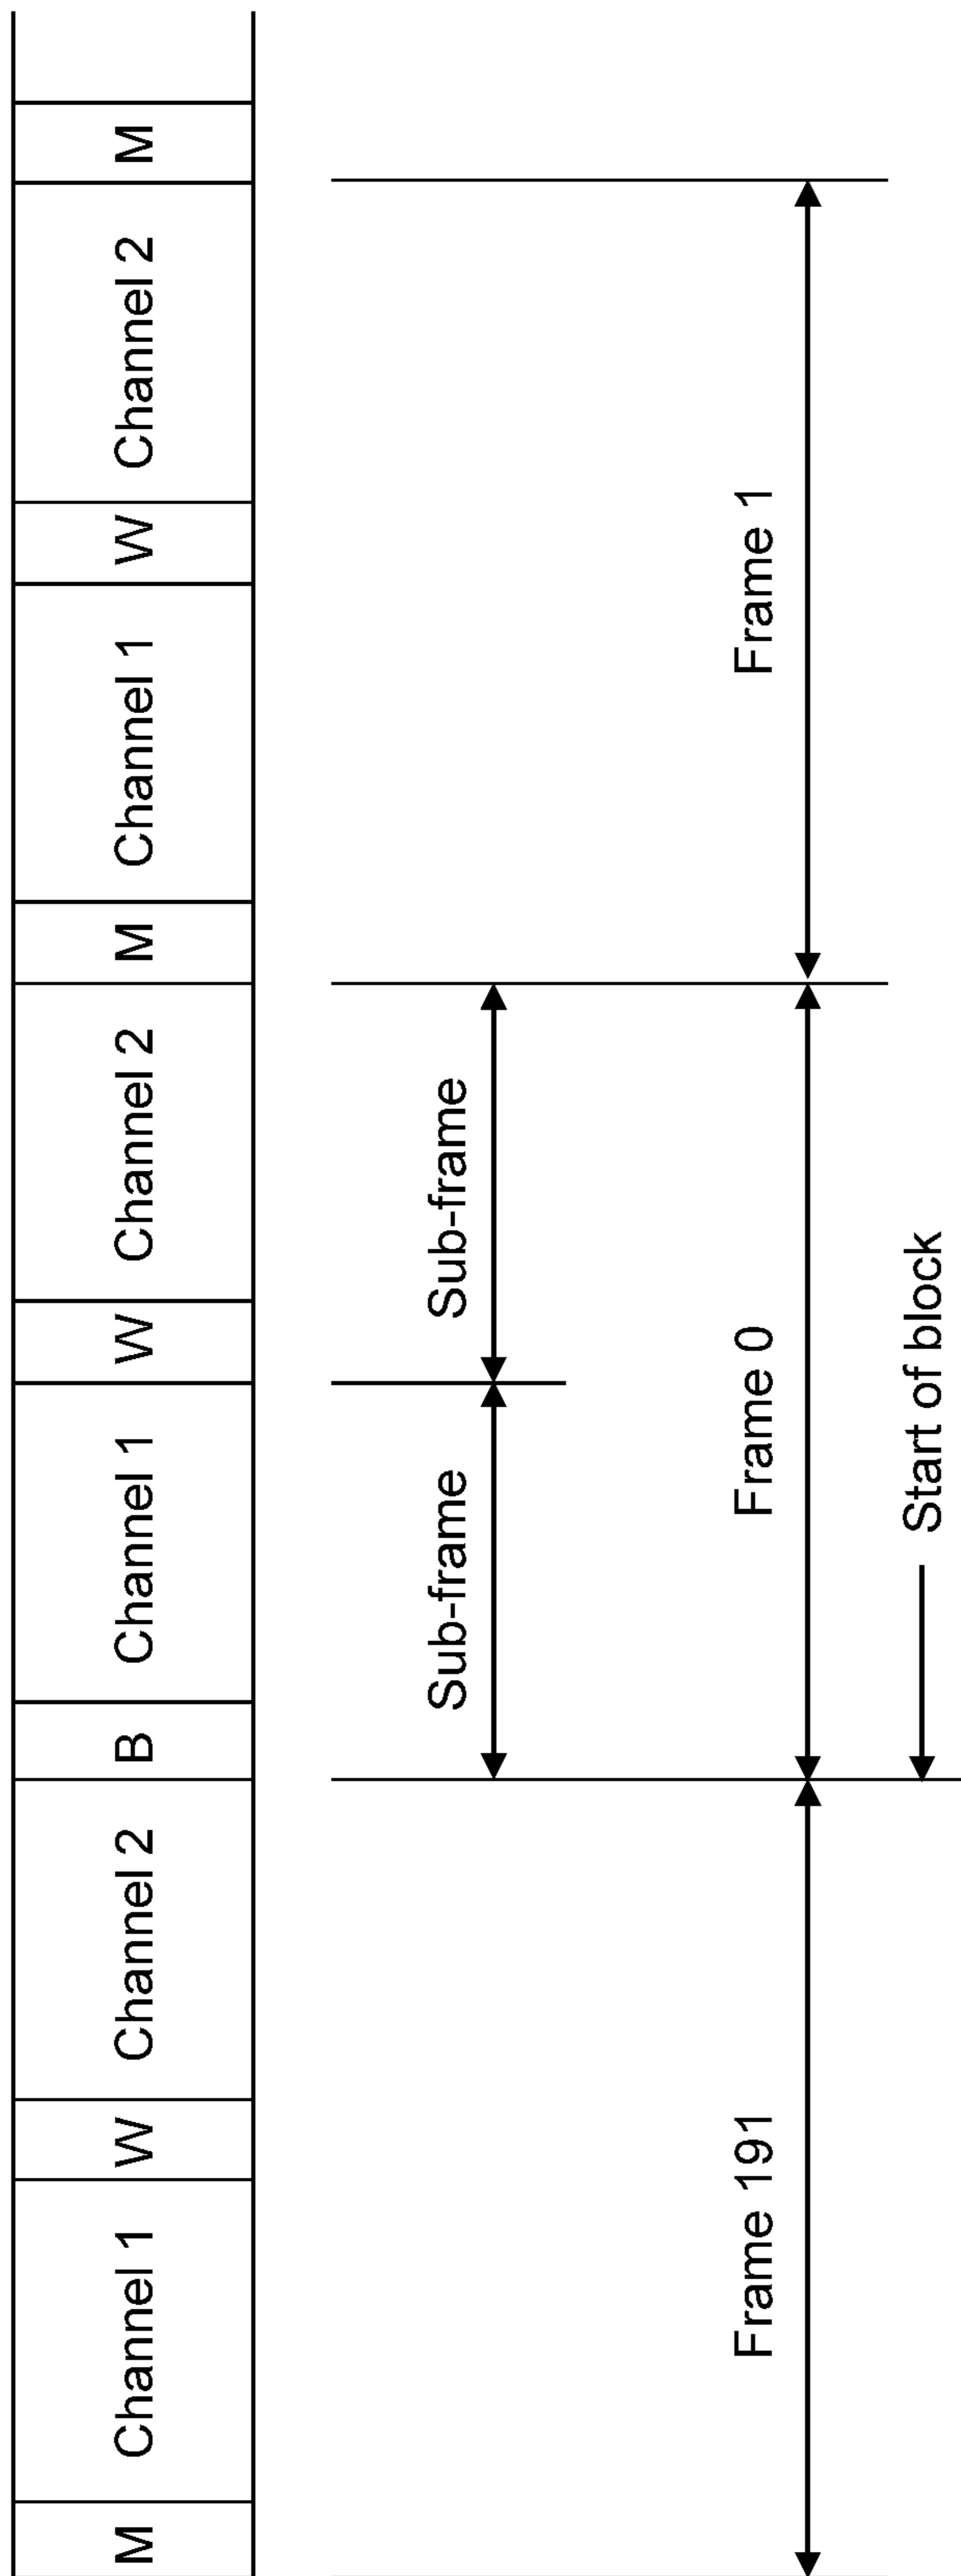 M Channel 1 W Channel 2 B Channel 1 W Channel 2 M Channel 1 W Channel 2 M
Sub-frame Sub-frame
Frame 191 Frame 0 Frame 1
Start of block